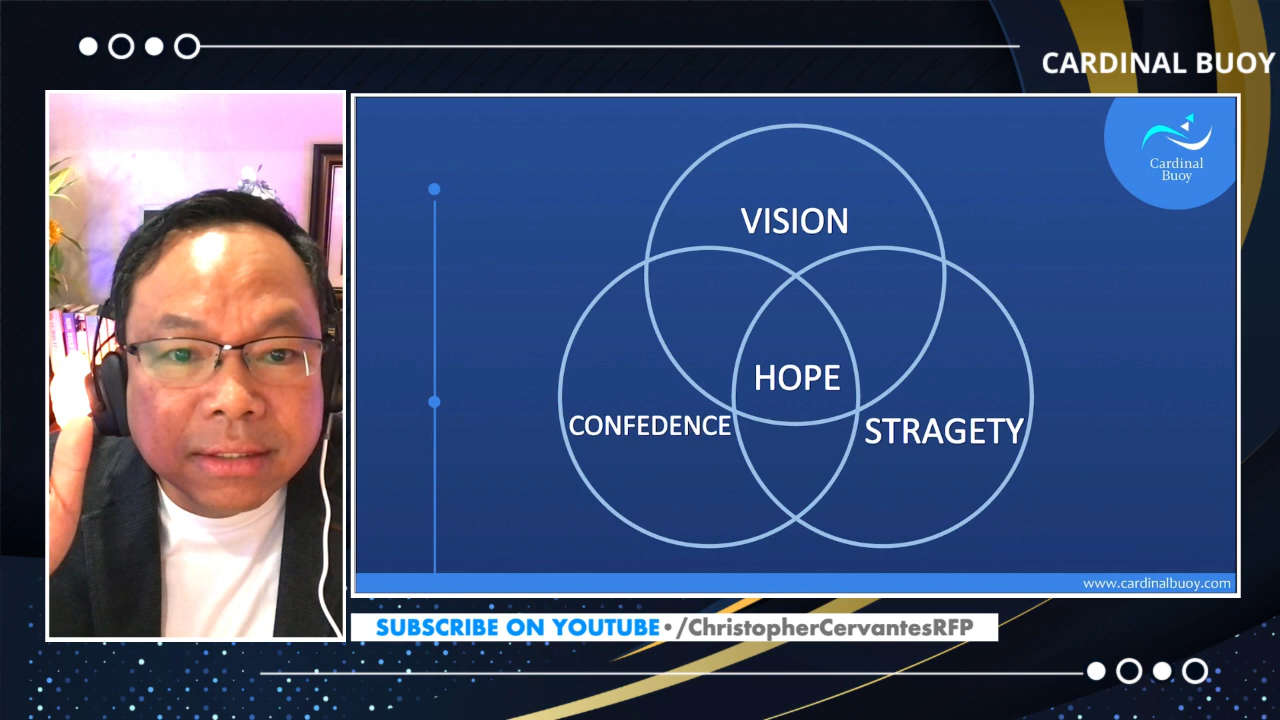 CARDINAL BUOY
Cardinal
Buoy
VISION
HOPE
CONFEDENCE
STRAGETY
www.cardinalbuoy.com
SUBSCRIBE ON YOUTUBE • /ChristopherCervantesRFP